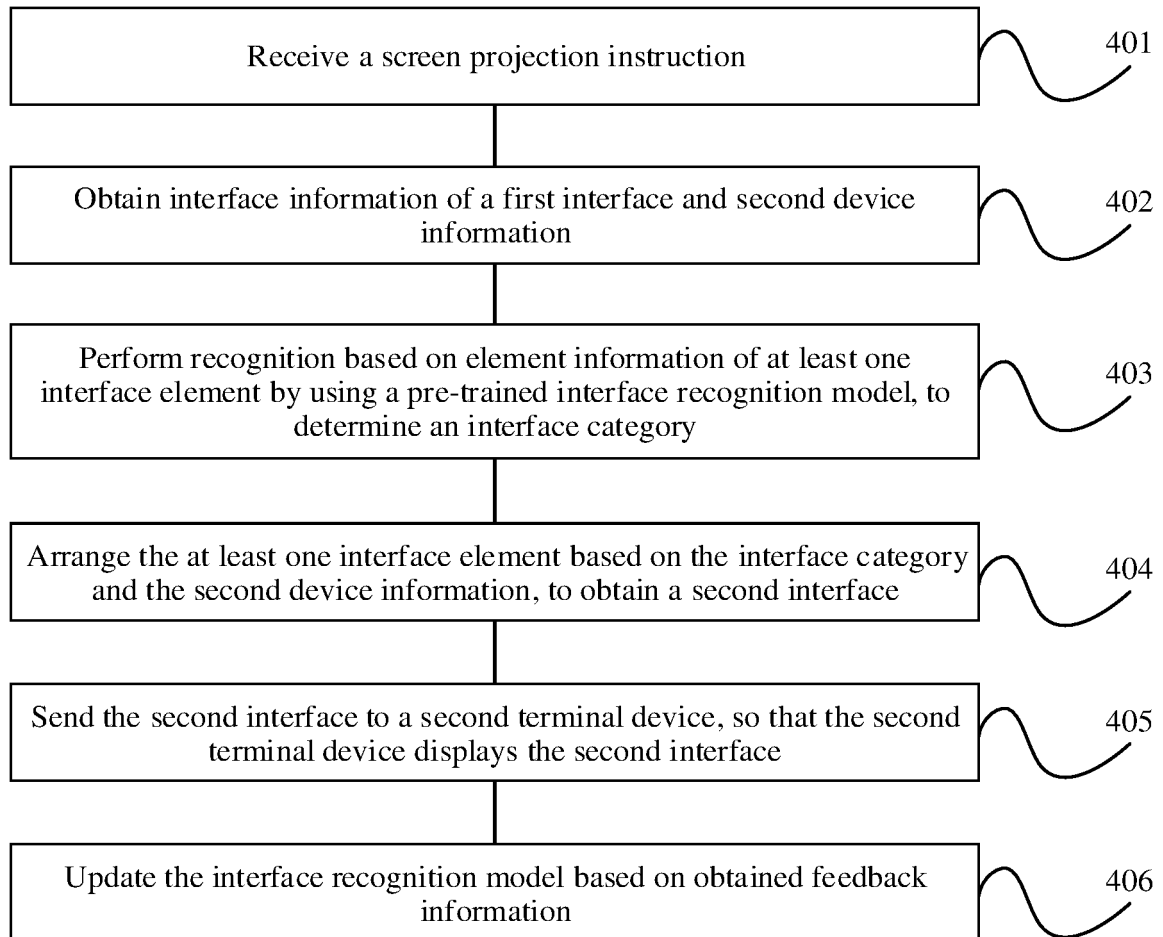 Receive a screen projection instruction
401
Obtain interface information of a first interface and second device
information
402
Perform recognition based on element information of at least one
interface element by using a pre-trained interface recognition model, to
determine an interface category
403
Arrange the at least one interface element based on the interface category
and the second device information, to obtain a second interface
404
Send the second interface to a second terminal device, so that the second
terminal device displays the second interface
405
Update the interface recognition model based on obtained feedback
information
406